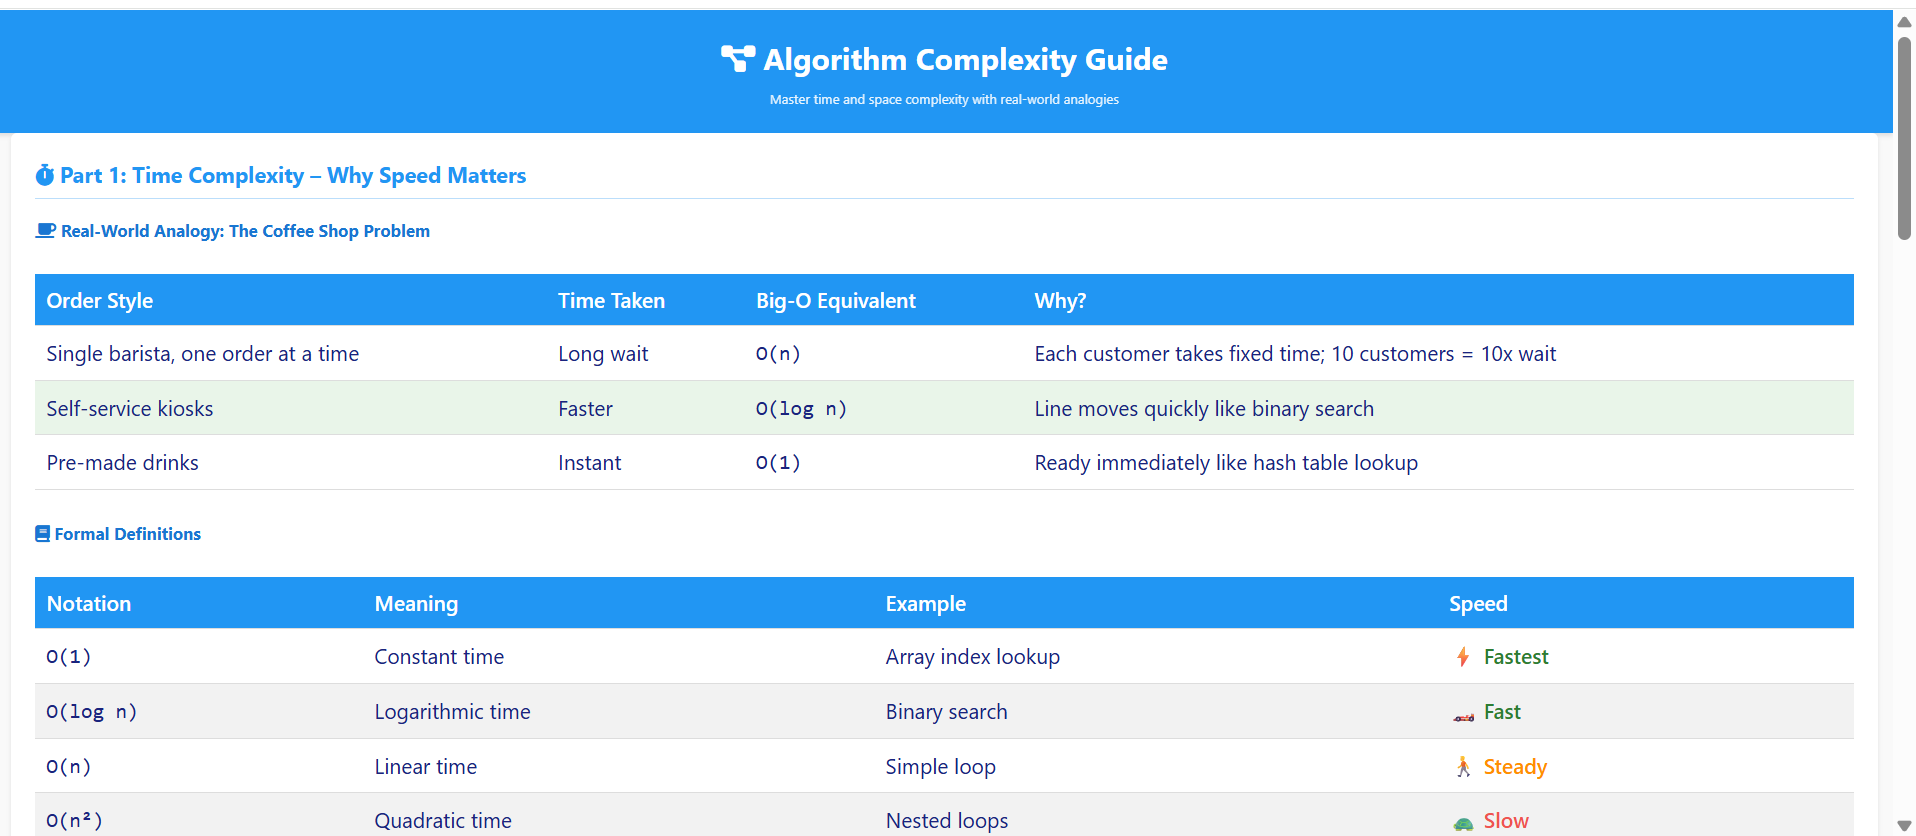 Algorithm Complexity Guide
Master time and space complexity with real-world analogies
Part 1: Time Complexity – Why Speed Matters
Real-World Analogy: The Coffee Shop Problem
Order Style Time Taken Big-O Equivalent Why?
Single barista, one order at a time Long wait O(n) Each customer takes fixed time; 10 customers = 10x wait
Self-service kiosks Faster O(log n) Line moves quickly like binary search
Pre-made drinks Instant O(1) Ready immediately like hash table lookup
Formal Definitions
Notation Meaning Example Speed
O(1) Constant time Array index lookup Fastest
O(log n) Logarithmic time Binary search Fast
O(n) Linear time Simple loop Steady
O(n²) Quadratic time Nested loops Slow